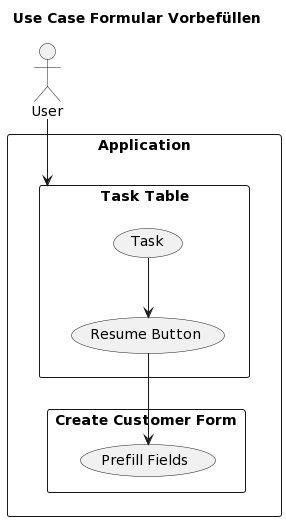 Use Case Formular Vorbefüllen
User
Application
Task Table
Task
Resume Button
Create Customer Form
Prefill Fields